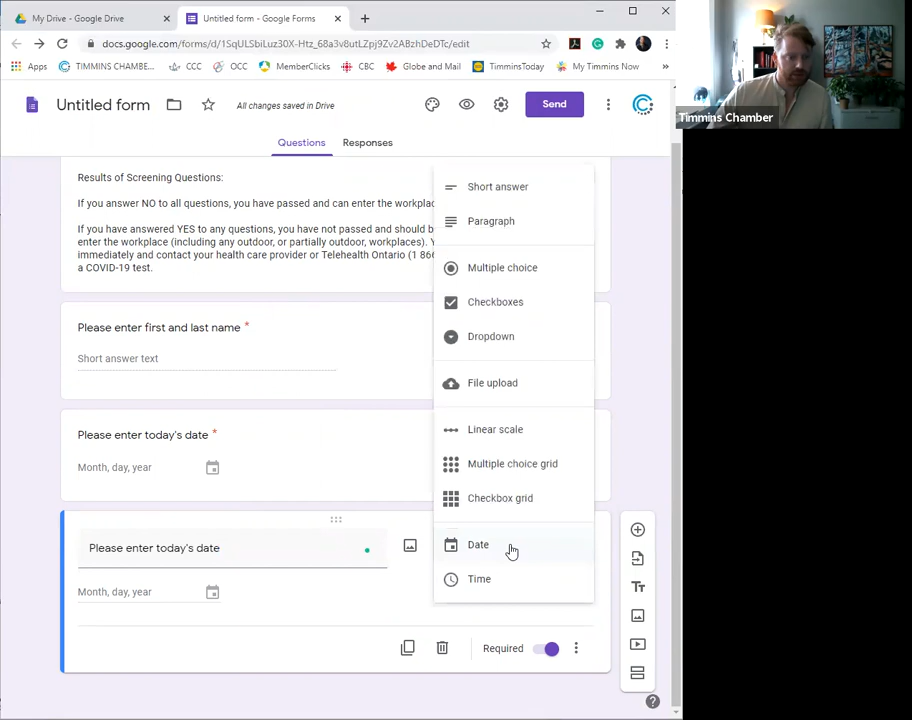 My Drive - Google Drive
Untitled form - Google Forms
docs.google.com/forms/d/1SqULSbiLuz30X-Htz_68a3v8utLZpj9Zv2ABzhDeDTc/edit
Apps
TIMMINS CHAMBE...
CCC
OCC
MemberClicks
CBC
Globe and Mail
TimminsToday
My Timmins Now
Timmins Chamber
Untitled form
All changes saved in Drive
Send
Questions
Responses
Results of Screening Questions:
If you answer NO to all questions, you have passed and can enter the workplac
If you have answered YES to any questions, you have not passed and should b
enter the workplace (including any outdoor, or partially outdoor, workplaces). Y
immediately and contact your health care provider or Telehealth Ontario (1 866
a COVID-19 test.
Please enter first and last name *
Short answer text
Please enter today's date *
Month, day, year
Please enter today's date
Month, day, year
Required
Short answer
Paragraph
Multiple choice
Checkboxes
Dropdown
File upload
Linear scale
Multiple choice grid
Checkbox grid
Date
Time